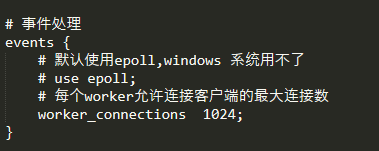 # 事件处理
events {
# 默认使用epoll,windows 系统用不了
# use epoll;
# 每个worker允许连接客户端的最大连接数
worker_connections  1024;
}